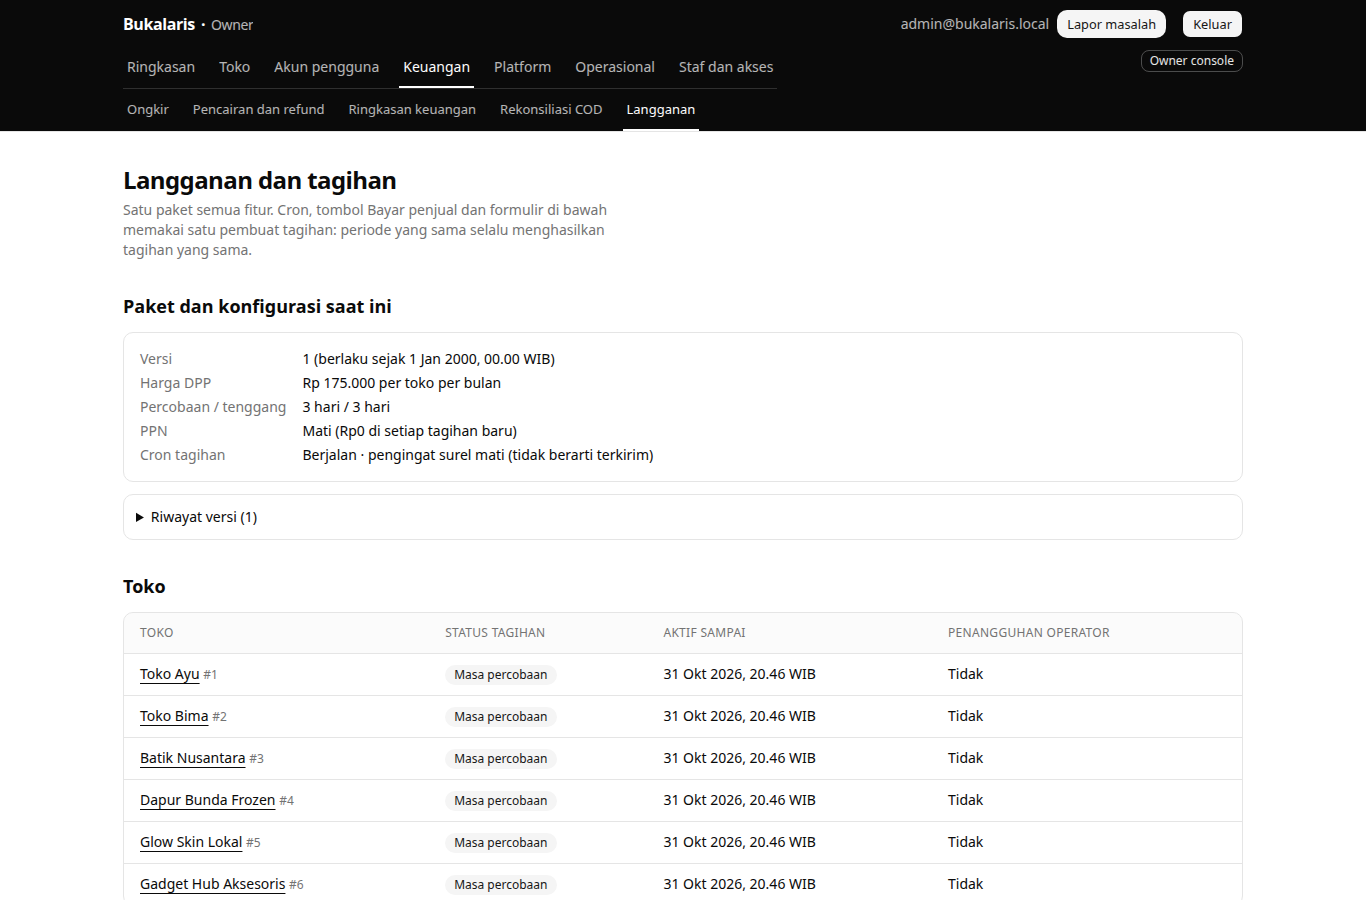 Bukalaris · Owner
admin@bukalaris.local Lapor masalah Keluar
Ringkasan Toko Akun pengguna Keuangan Platform Operasional Staf dan akses
Owner console
Ongkir Pencairan dan refund Ringkasan keuangan Rekonsiliasi COD Langganan
Langganan dan tagihan
Satu paket semua fitur. Cron, tombol Bayar penjual dan formulir di bawah
memakai satu pembuat tagihan: periode yang sama selalu menghasilkan
tagihan yang sama.
Paket dan konfigurasi saat ini
Versi 1 (berlaku sejak 1 Jan 2000, 00.00 WIB)
Harga DPP Rp 175.000 per toko per bulan
Percobaan / tenggang 3 hari / 3 hari
PPN Mati (Rp0 di setiap tagihan baru)
Cron tagihan Berjalan · pengingat surel mati (tidak berarti terkirim)
Riwayat versi (1)
Toko
TOKO STATUS TAGIHAN AKTIF SAMPAI PENANGGUHAN OPERATOR
Toko Ayu #1 Masa percobaan 31 Okt 2026, 20.46 WIB Tidak
Toko Bima #2 Masa percobaan 31 Okt 2026, 20.46 WIB Tidak
Batik Nusantara #3 Masa percobaan 31 Okt 2026, 20.46 WIB Tidak
Dapur Bunda Frozen #4 Masa percobaan 31 Okt 2026, 20.46 WIB Tidak
Glow Skin Lokal #5 Masa percobaan 31 Okt 2026, 20.46 WIB Tidak
Gadget Hub Aksesoris #6 Masa percobaan 31 Okt 2026, 20.46 WIB Tidak